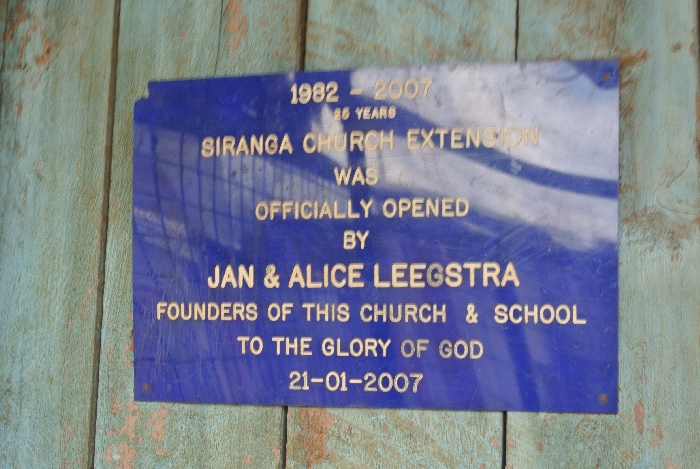 1982 - 2007
25 YEARS
SIRANGA CHURCH EXTENSION
WAS
OFFICIALLY OPENED
BY
JAN & ALICE LEEGSTRA
FOUNDERS OF THIS CHURCH & SCHOOL
TO THE GLORY OF GOD
21-01-2007